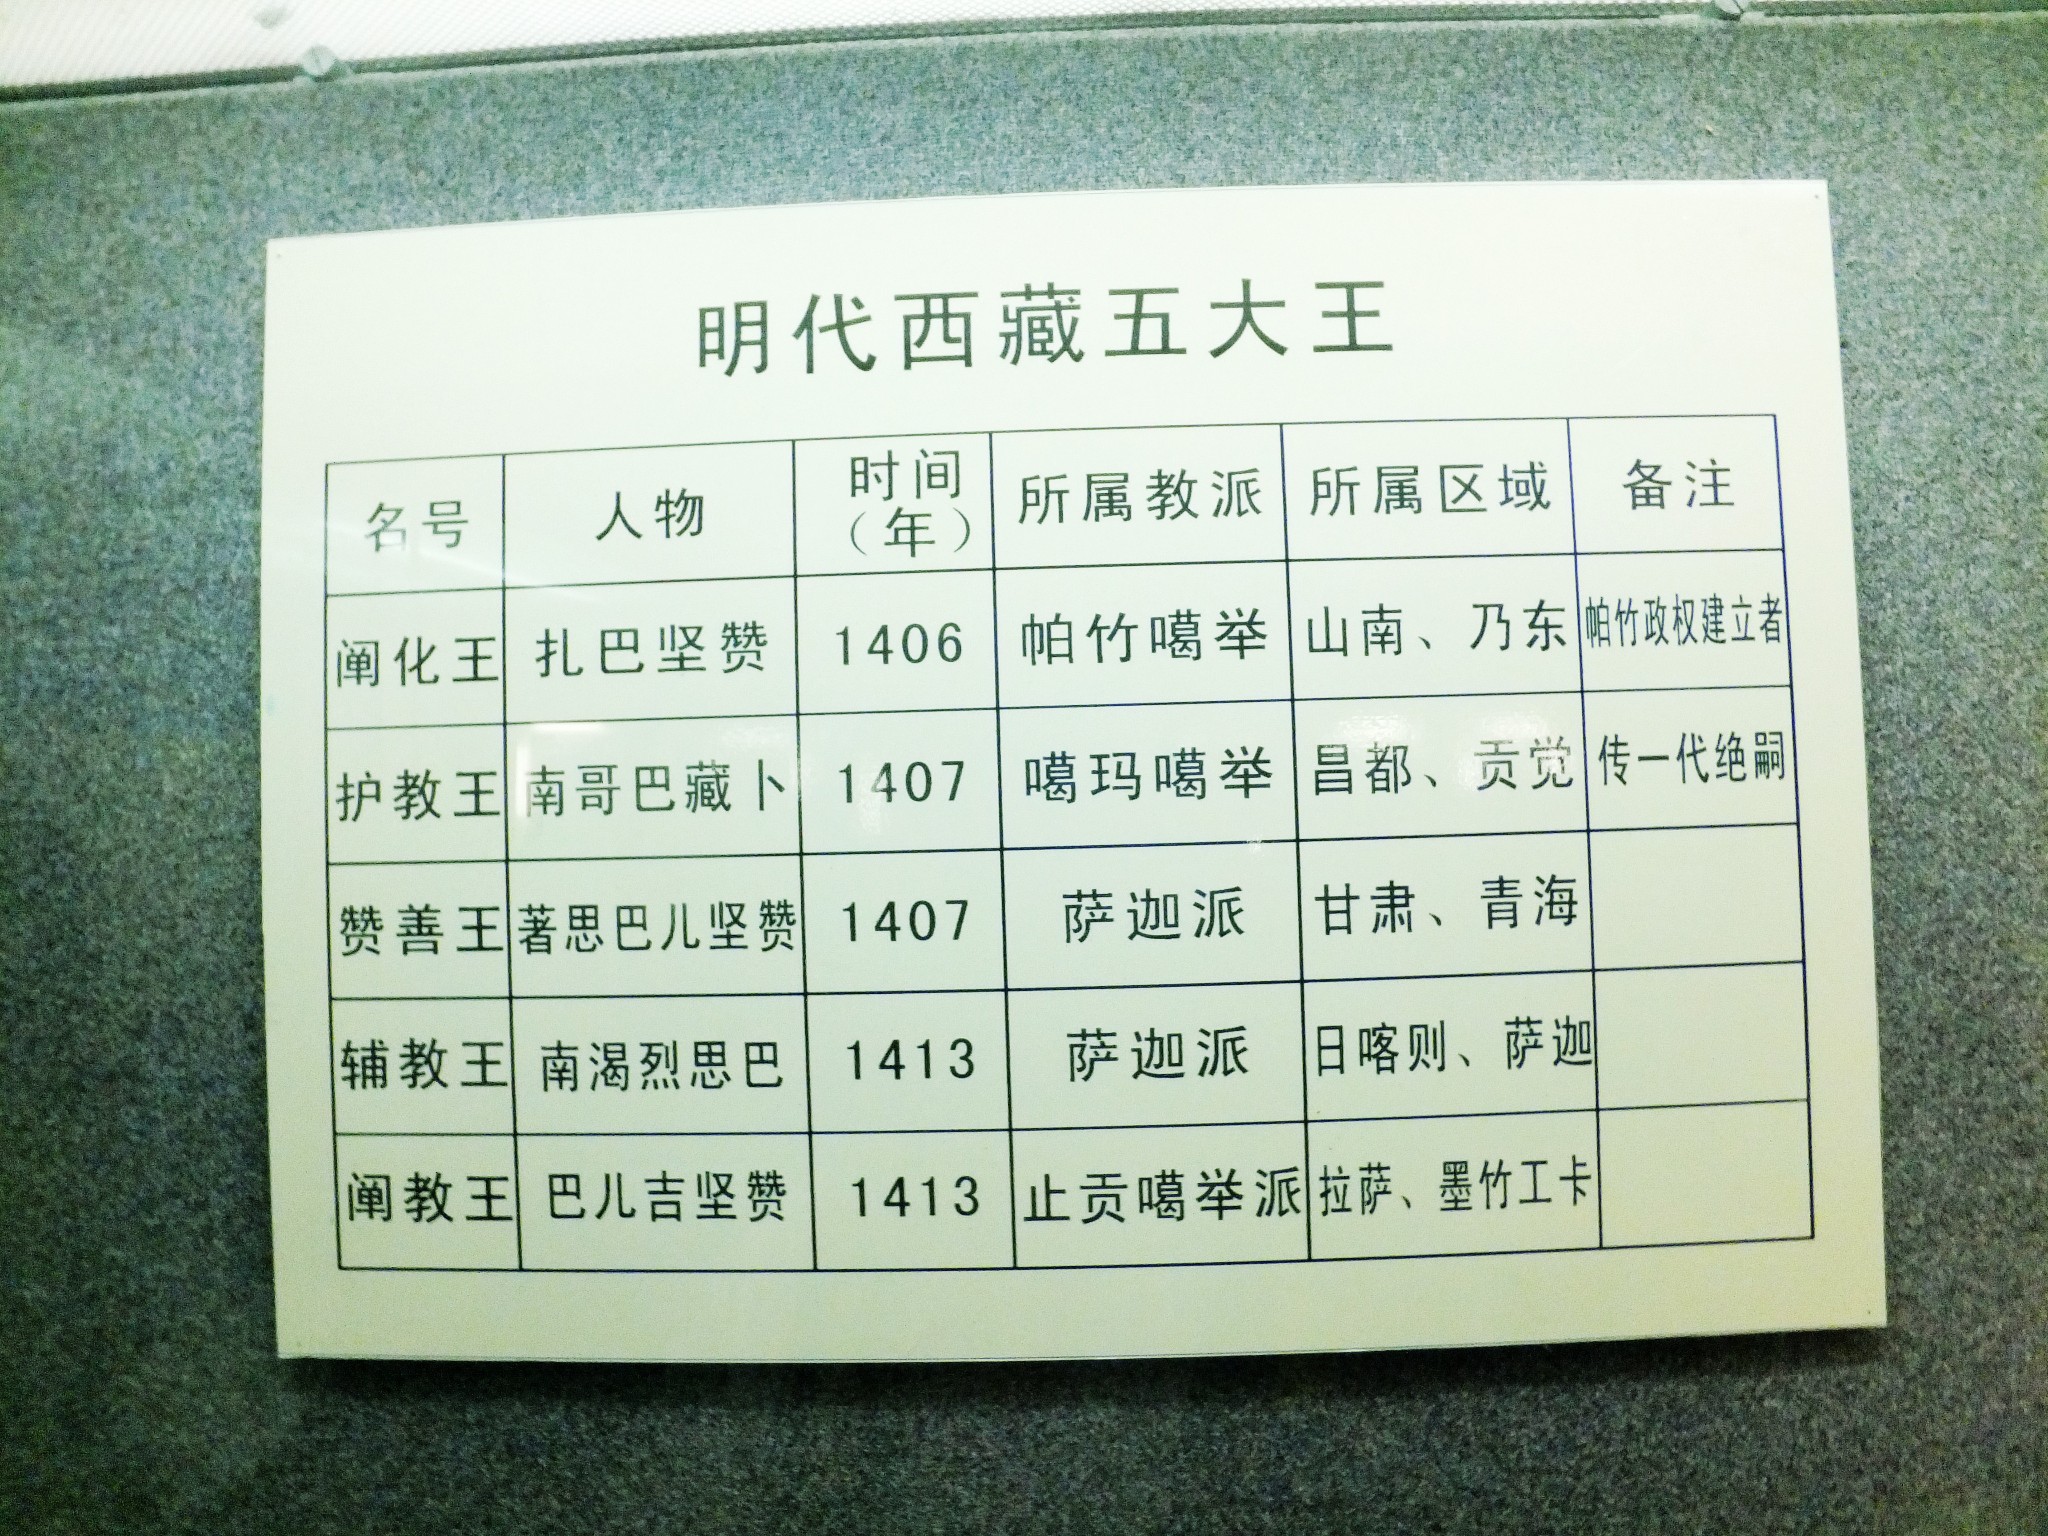 明代西藏五大王
名号 人物 时间（年） 所属教派 所属区域 备注
阐化王 扎巴坚赞 1406 帕竹噶举 山南、乃东 帕竹政权建立者
护教王 南哥巴藏卜 1407 噶玛噶举 昌都、贡觉 传一代绝嗣
赞善王 著思巴儿坚赞 1407 萨迦派 甘肃、青海
辅教王 南渴烈思巴 1413 萨迦派 日喀则、萨迦
阐教王 巴儿吉坚赞 1413 止贡噶举派 拉萨、墨竹工卡